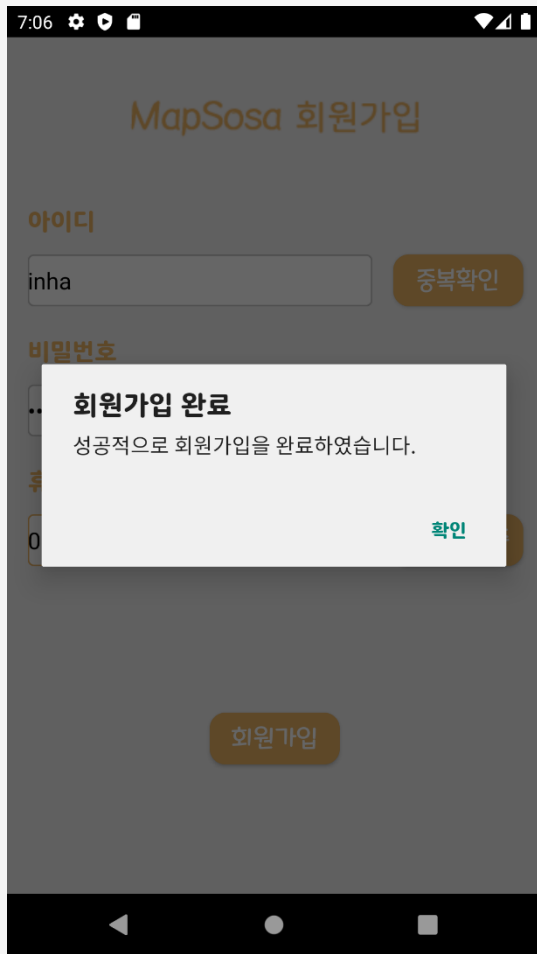 7:06
MapSosa 회원가입
아이디
inha
중복확인
비밀번호
회원가입 완료
성공적으로 회원가입을 완료하였습니다.
확인
회원가입